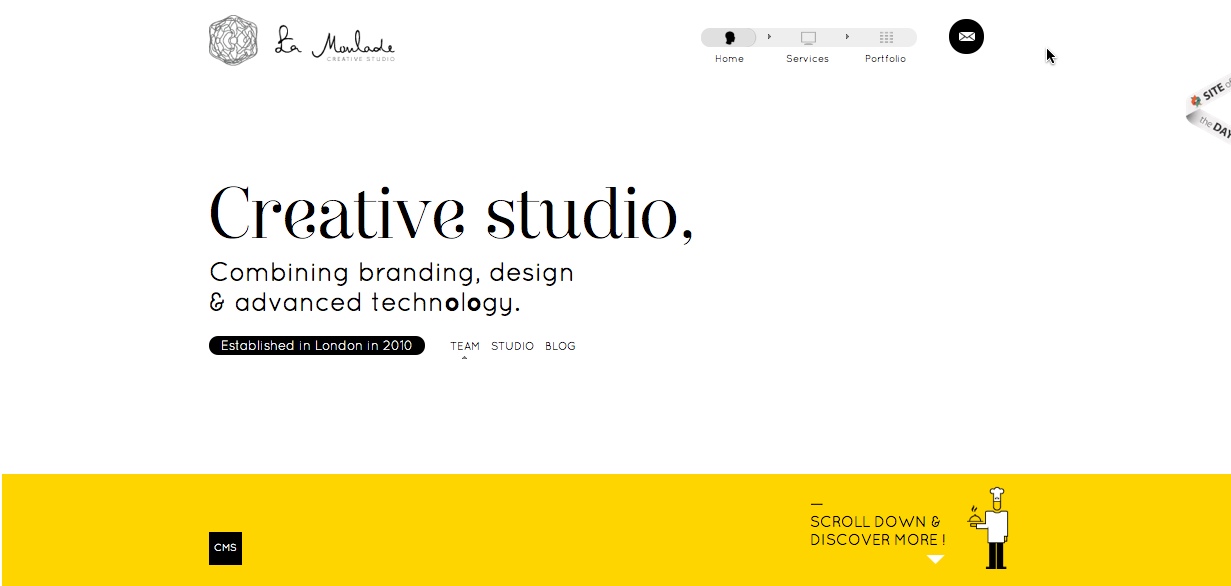 La Moulade
CREATIVE STUDIO
Home
Services
Portfolio
SITE of
the DAY
Creative studio,
Combining branding, design
& advanced technology.
Established in London in 2010
TEAM STUDIO BLOG
SCROLL DOWN &
DISCOVER MORE !
CMS